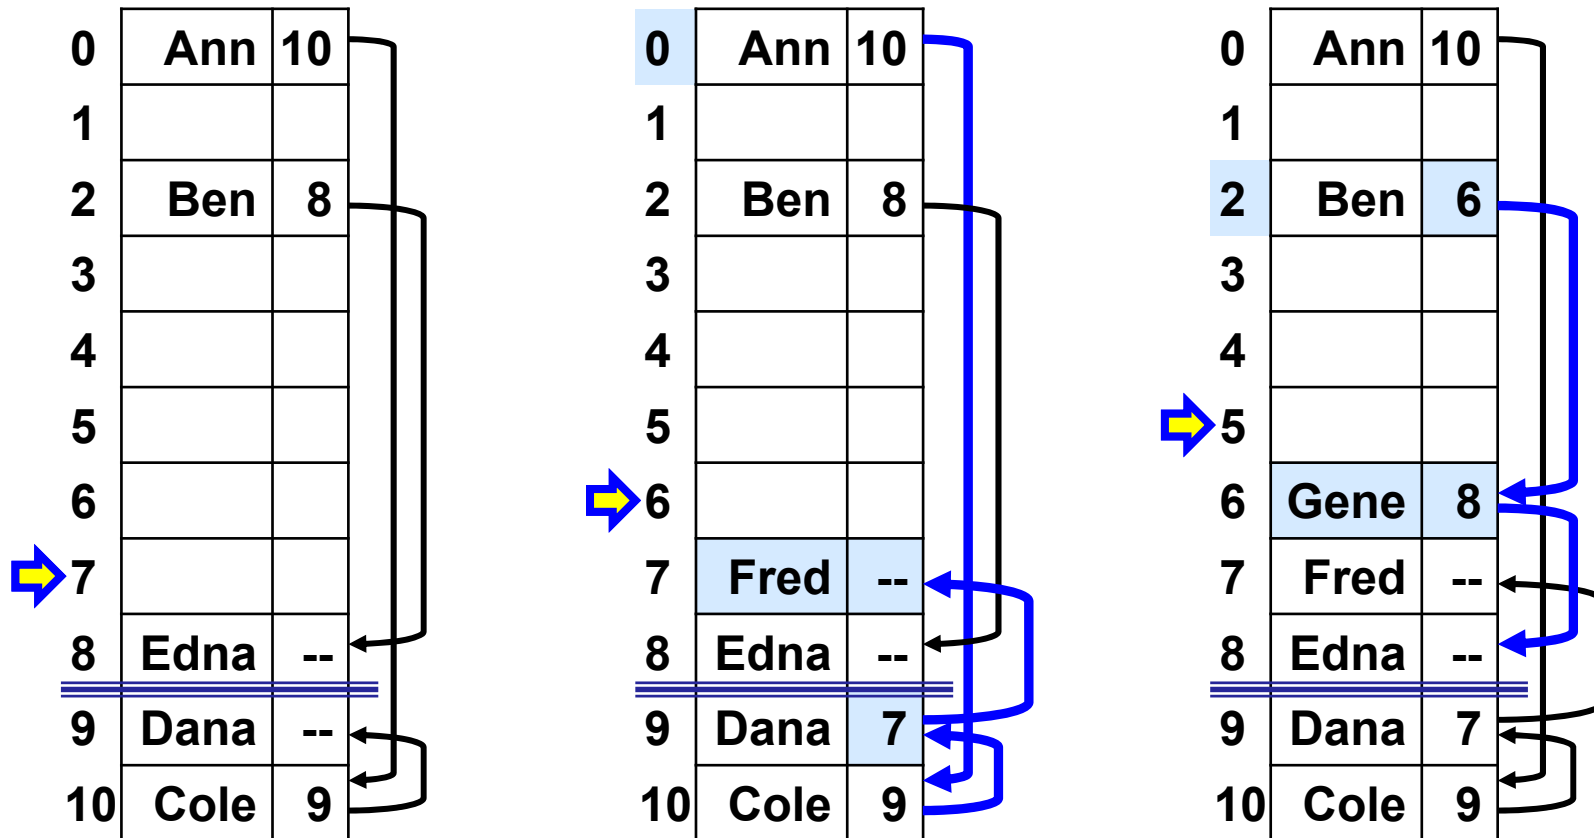 0 Ann 10
1
2 Ben 8
3
4
5
6
7
8 Edna --
9 Dana --
10 Cole 9
0 Ann 10
1
2 Ben 8
3
4
5
6
7 Fred --
8 Edna --
9 Dana 7
10 Cole 9
0 Ann 10
1
2 Ben 6
3
4
5
6 Gene 8
7 Fred --
8 Edna --
9 Dana 7
10 Cole 9